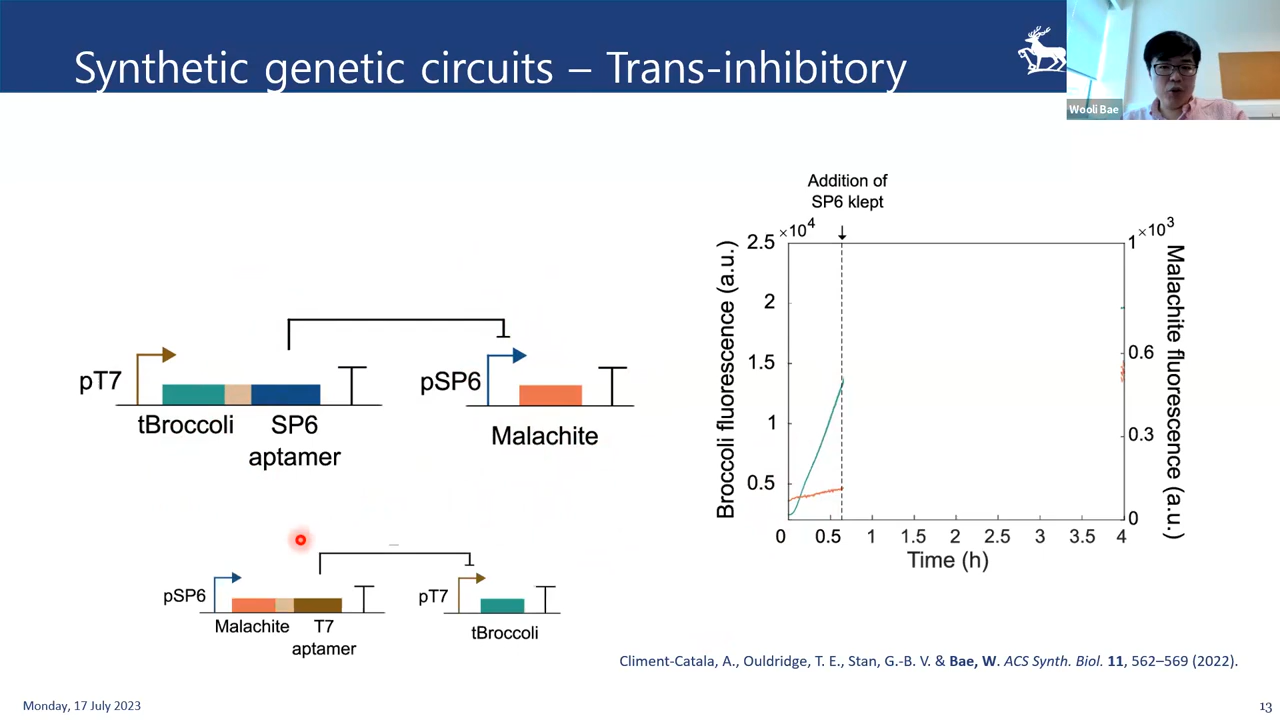 Synthetic genetic circuits – Trans-inhibitory
Wooli Bae
pT7
tBroccoli
SP6
aptamer
pSP6
Malachite
pSP6
Malachite
T7
aptamer
pT7
tBroccoli
Addition of
SP6 klept
×10⁴
2.5
2
1.5
1
0.5
Broccoli fluorescence (a.u.)
×10³
1
0.6
0.3
0
Malachite fluorescence (a.u.)
0 0.5 1 1.5 2 2.5 3 3.5 4
Time (h)
Climent-Catala, A., Ouldridge, T. E., Stan, G.-B. V. & Bae, W. ACS Synth. Biol. 11, 562–569 (2022).
Monday, 17 July 2023
13